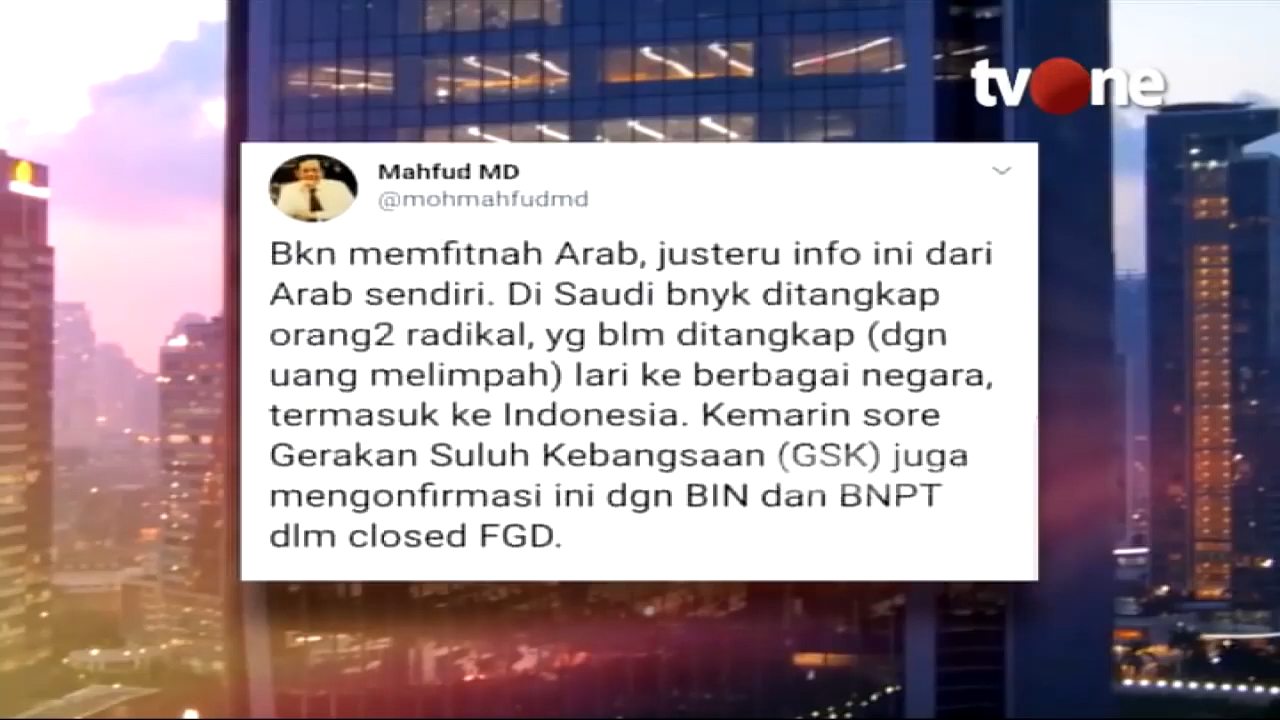 tvOne
Mahfud MD
@mohmahfudmd
Bkn memfitnah Arab, justeru info ini dari
Arab sendiri. Di Saudi bnyk ditangkap
orang2 radikal, yg blm ditangkap (dgn
uang melimpah) lari ke berbagai negara,
termasuk ke Indonesia. Kemarin sore
Gerakan Suluh Kebangsaan (GSK) juga
mengonfirmasi ini dgn BIN dan BNPT
dlm closed FGD.